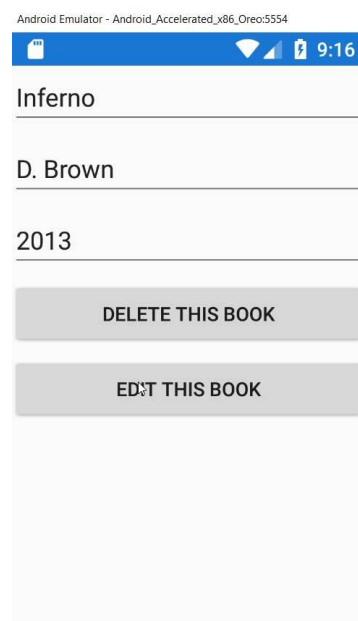 Android Emulator - Android_Accelerated_x86_Oreo:5554
9:16
Inferno
D. Brown
2013
DELETE THIS BOOK
EDIT THIS BOOK